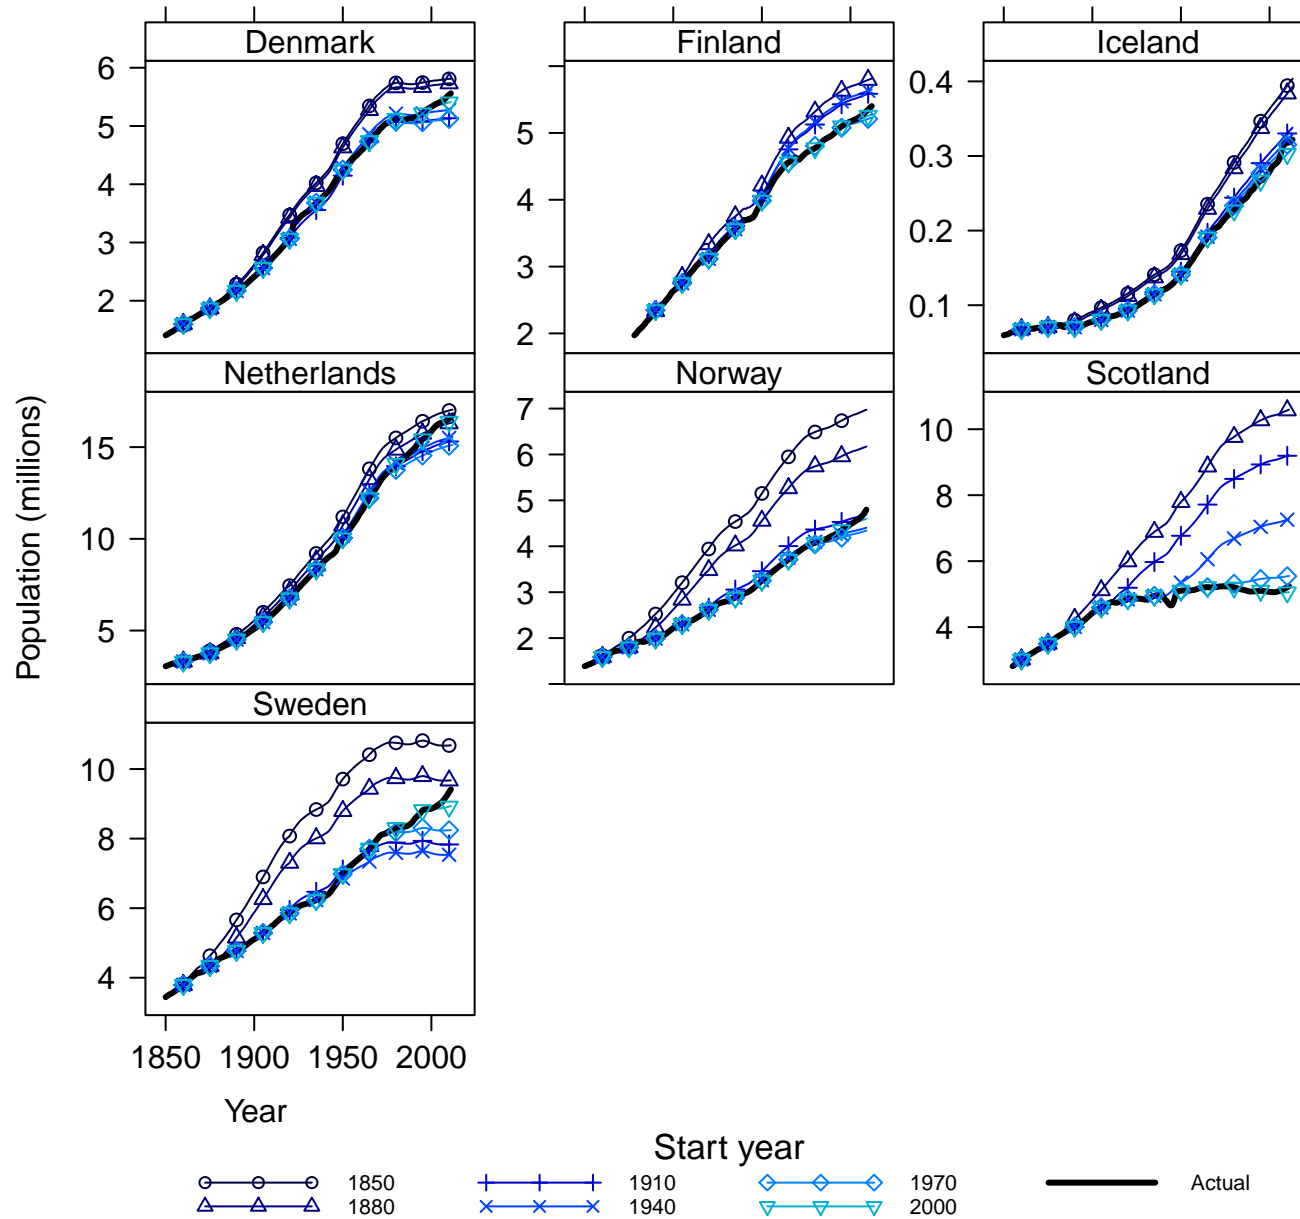 Denmark
Finland
Iceland
6
5
4
3
2
5
4
3
2
0.4
0.3
0.2
0.1
Netherlands
Norway
Scotland
15
10
5
7
6
5
4
3
2
10
8
6
4
Population (millions)
Sweden
10
8
6
4
1850 1900 1950 2000
Year
Start year
1850 1910 1970 Actual
1880 1940 2000